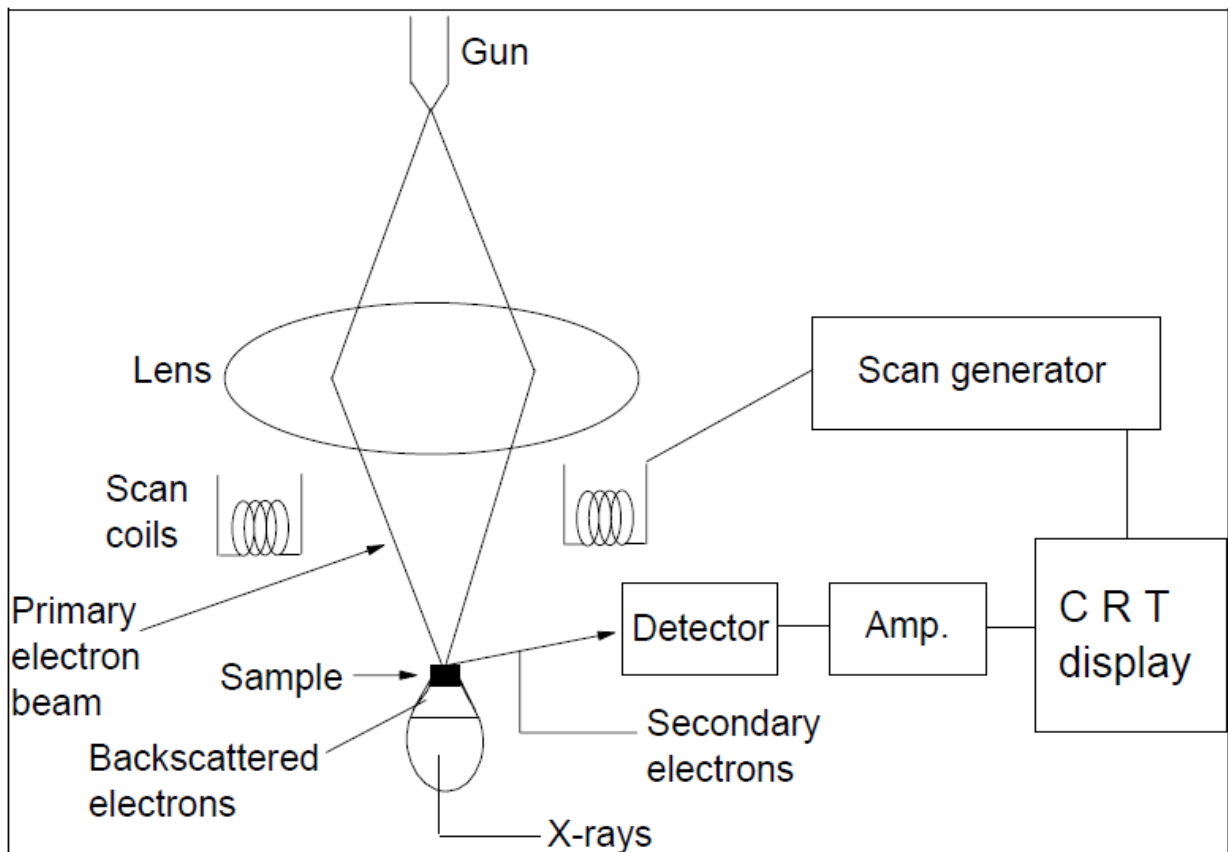 Gun
Lens
Scan generator
Scan
coils
Primary
electron
beam
Detector
Amp.
C R T
display
Sample
Secondary
electrons
Backscattered
electrons
X-rays